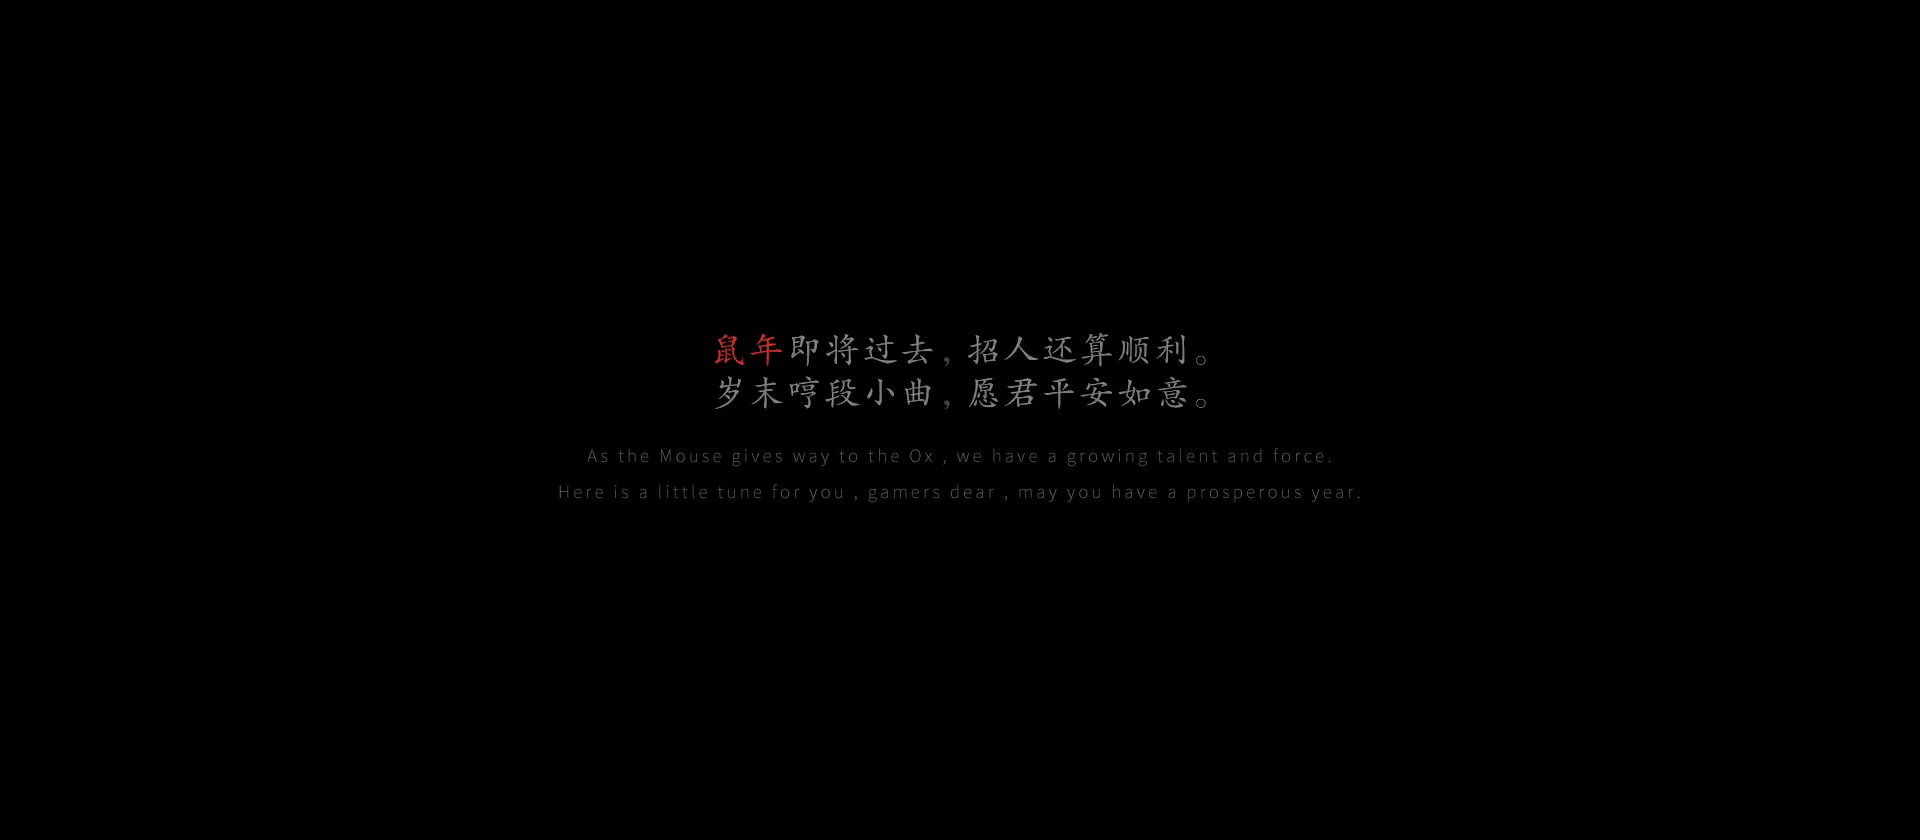 鼠年即将过去，招人还算顺利。
岁末哼段小曲，愿君平安如意。
As the Mouse gives way to the Ox , we have a growing talent and force.
Here is a little tune for you , gamers dear , may you have a prosperous year.